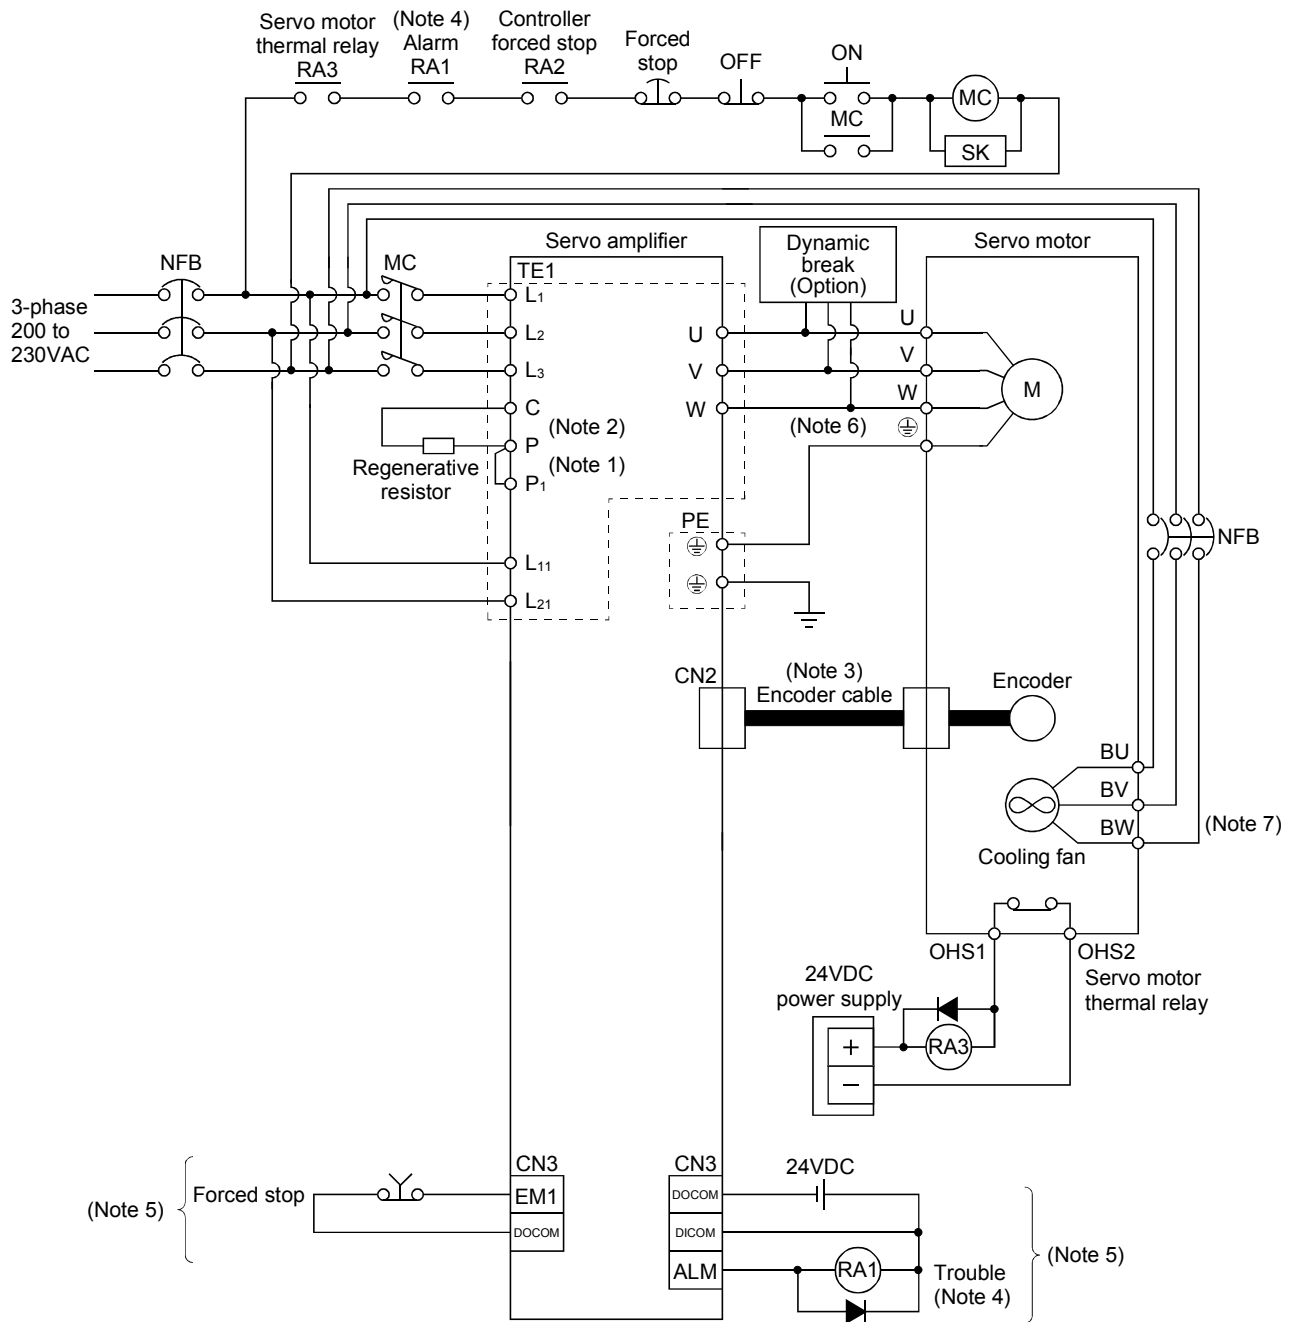 Servo motor
thermal relay
RA3
(Note 4)
Alarm
RA1
Controller
forced stop
RA2
Forced
stop
OFF
ON
MC
MC
SK
NFB
MC
3-phase
200 to
230VAC
Servo amplifier
TE1
L1
L2
L3
C
P
P1
L11
L21
(Note 2)
(Note 1)
Regenerative
resistor
U
V
W
PE
Dynamic
break
(Option)
Servo motor
U
V
W
(Note 6)
M
NFB
CN2
(Note 3)
Encoder cable
Encoder
BU
BV
BW
(Note 7)
Cooling fan
OHS1
OHS2
Servo motor
thermal relay
24VDC
power supply
+
−
RA3
(Note 5)
Forced stop
CN3
EM1
DOCOM
CN3
DOCOM
DICOM
ALM
24VDC
RA1
Trouble
(Note 4)
(Note 5)